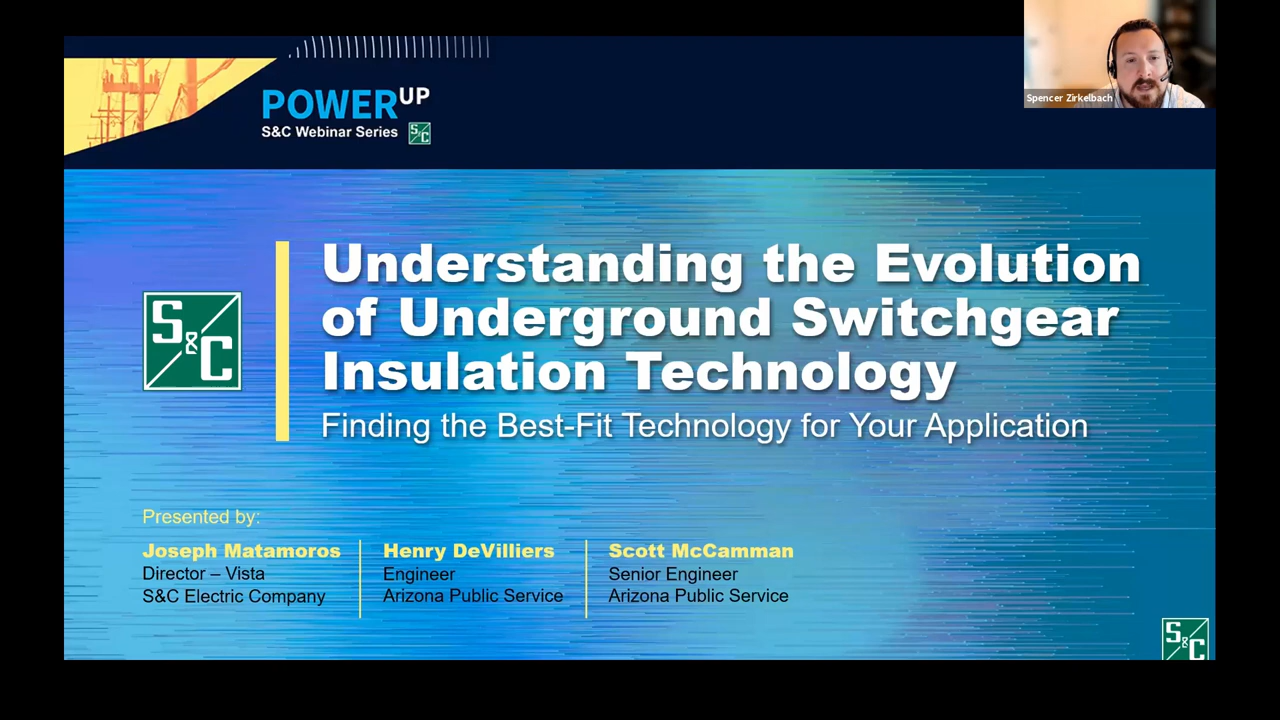 Spencer Zirkelbach
POWERUP
S&C Webinar Series
S&C
Understanding the Evolution
of Underground Switchgear
Insulation Technology
Finding the Best-Fit Technology for Your Application
S&C
Presented by:
Joseph Matamoros
Director – Vista
S&C Electric Company
Henry DeVilliers
Engineer
Arizona Public Service
Scott McCamman
Senior Engineer
Arizona Public Service
S&C